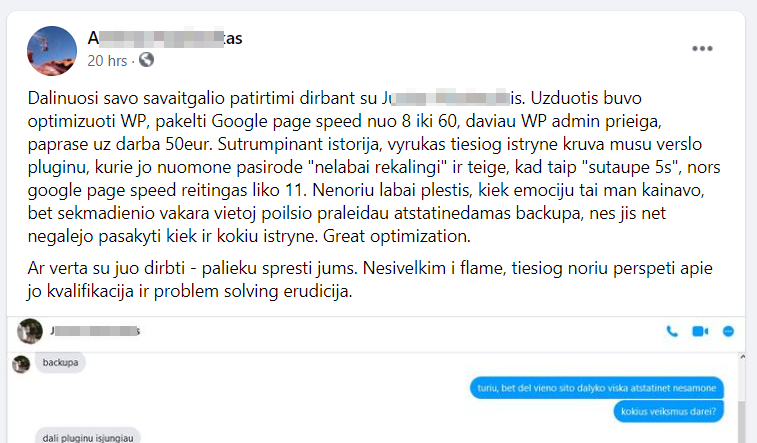 A kas
20 hrs ·
Dalinuosi savo savaitgalio patirtimi dirbant su Ju is. Uzduotis buvo
optimizuoti WP, pakelti Google page speed nuo 8 iki 60, daviau WP admin prieiga,
paprase uz darba 50eur. Sutrumpinant istorija, vyrukas tiesiog istryne kruva musu verslo
pluginu, kurie jo nuomone pasirode "nelabai rekalingi" ir teige, kad taip "sutaupe 5s", nors
google page speed reitingas liko 11. Nenoriu labai plestis, kiek emociju tai man kainavo,
bet sekmadienio vakara vietoj poilsio praleidau atstatinedamas backupa, nes jis net
negalejo pasakyti kiek ir kokiu istryne. Great optimization.
Ar verta su juo dirbti - palieku spresti jums. Nesivelkim i flame, tiesiog noriu perspeti apie
jo kvalifikacija ir problem solving erudicija.
J s
backupa
turiu, bet del vieno sito dalyko viska atstatinet nesamone
kokius veiksmus darei?
dali pluginu isjungiau